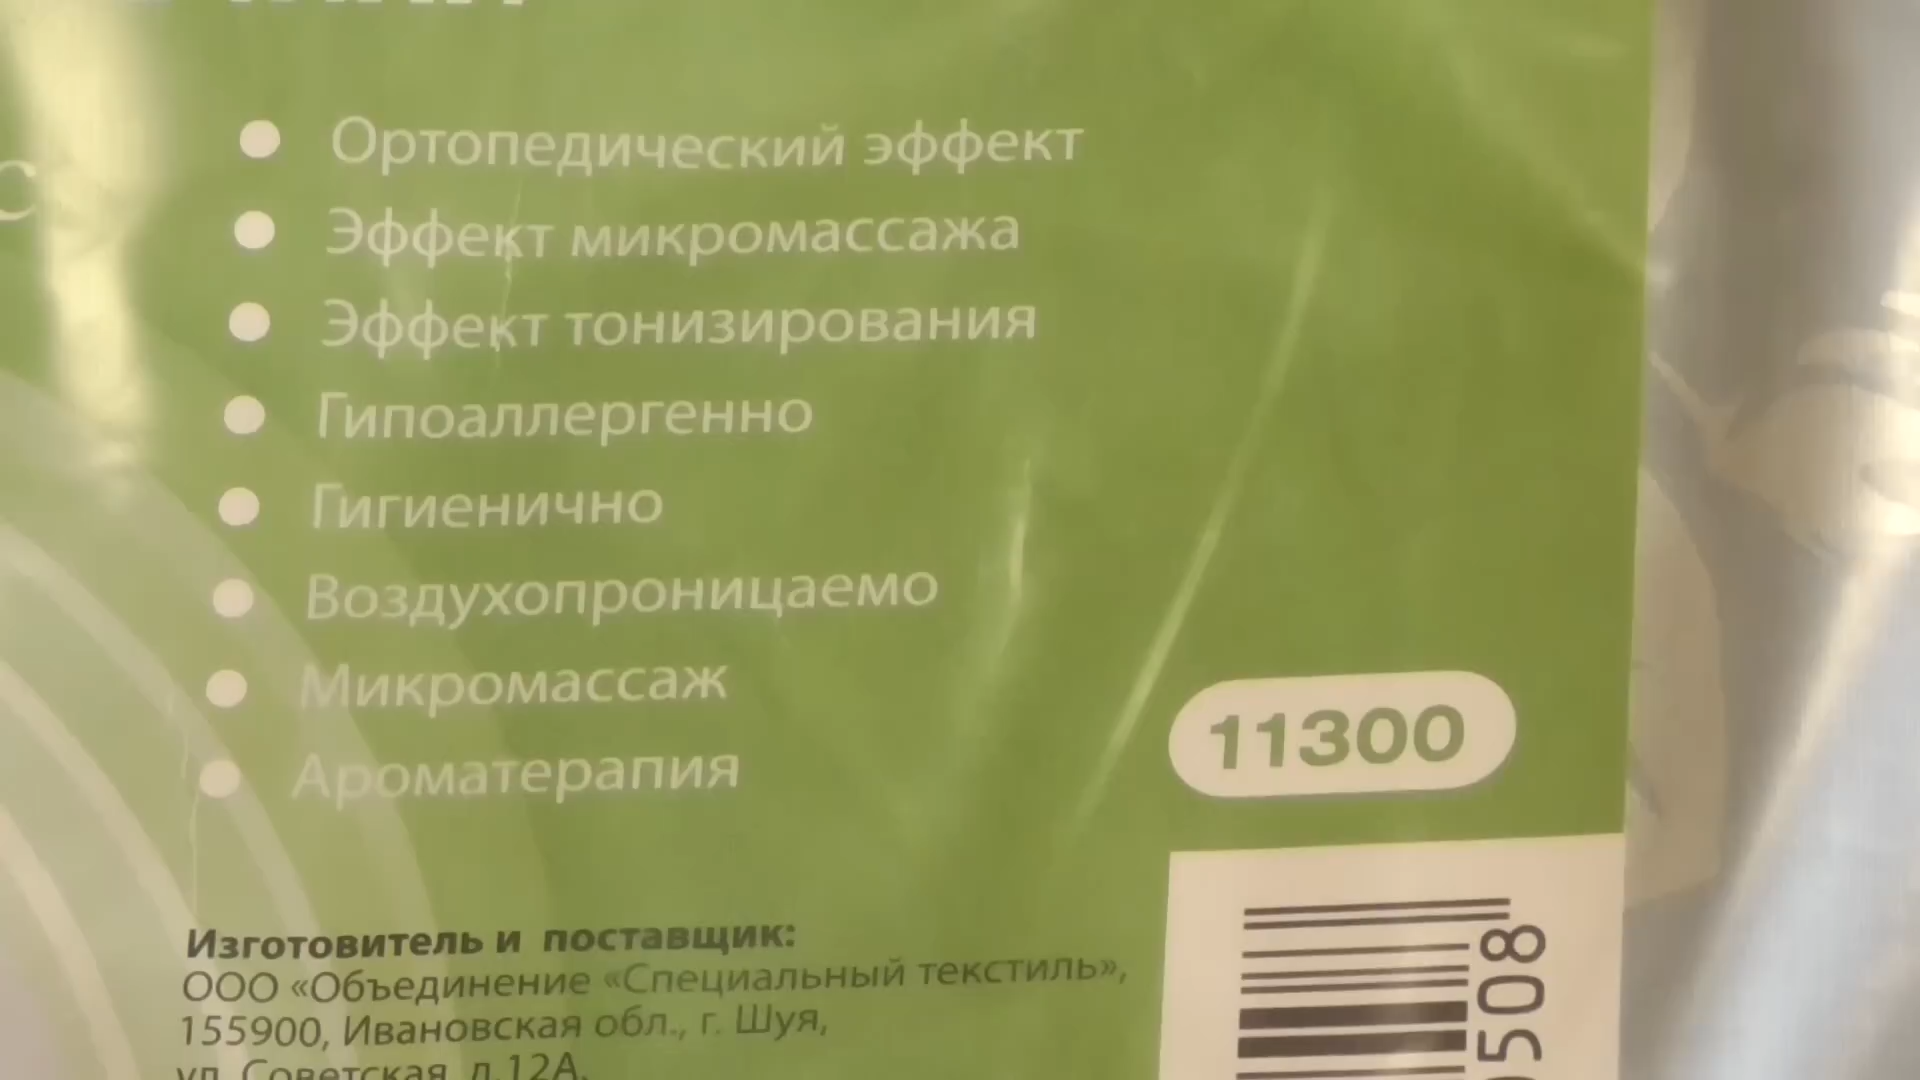 Ортопедический эффект
Эффект микромассажа
Эффект тонизирования
Гипоаллергенно
Гигиенично
Воздухопроницаемо
Микромассаж
Ароматерапия
11300
Изготовитель и поставщик:
ООО «Объединение «Специальный текстиль»,
155900, Ивановская обл., г. Шуя,
ул. Советская, д.12А.
508